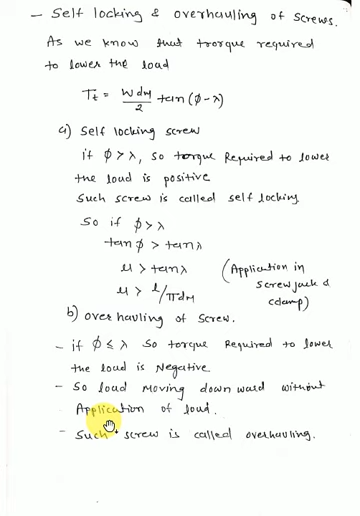 - Self locking & overhauling of screws.
As we know that trorque required
to lower the load
Tt = Wdm/2 tan (φ-λ)
a) Self locking screw
if φ > λ, so torque Required to lower
the load is positive
Such screw is called self locking
So if φ > λ
tan φ > tan λ
μ > tan λ
μ > l/πdm
(Application in
screw jack &
cdamp)
b) over hauling of Screw.
- if φ ≤ λ so torque Required to lower
the load is Negative
- So load moving down ward without
Application of load.
- Such screw is called overhauling.